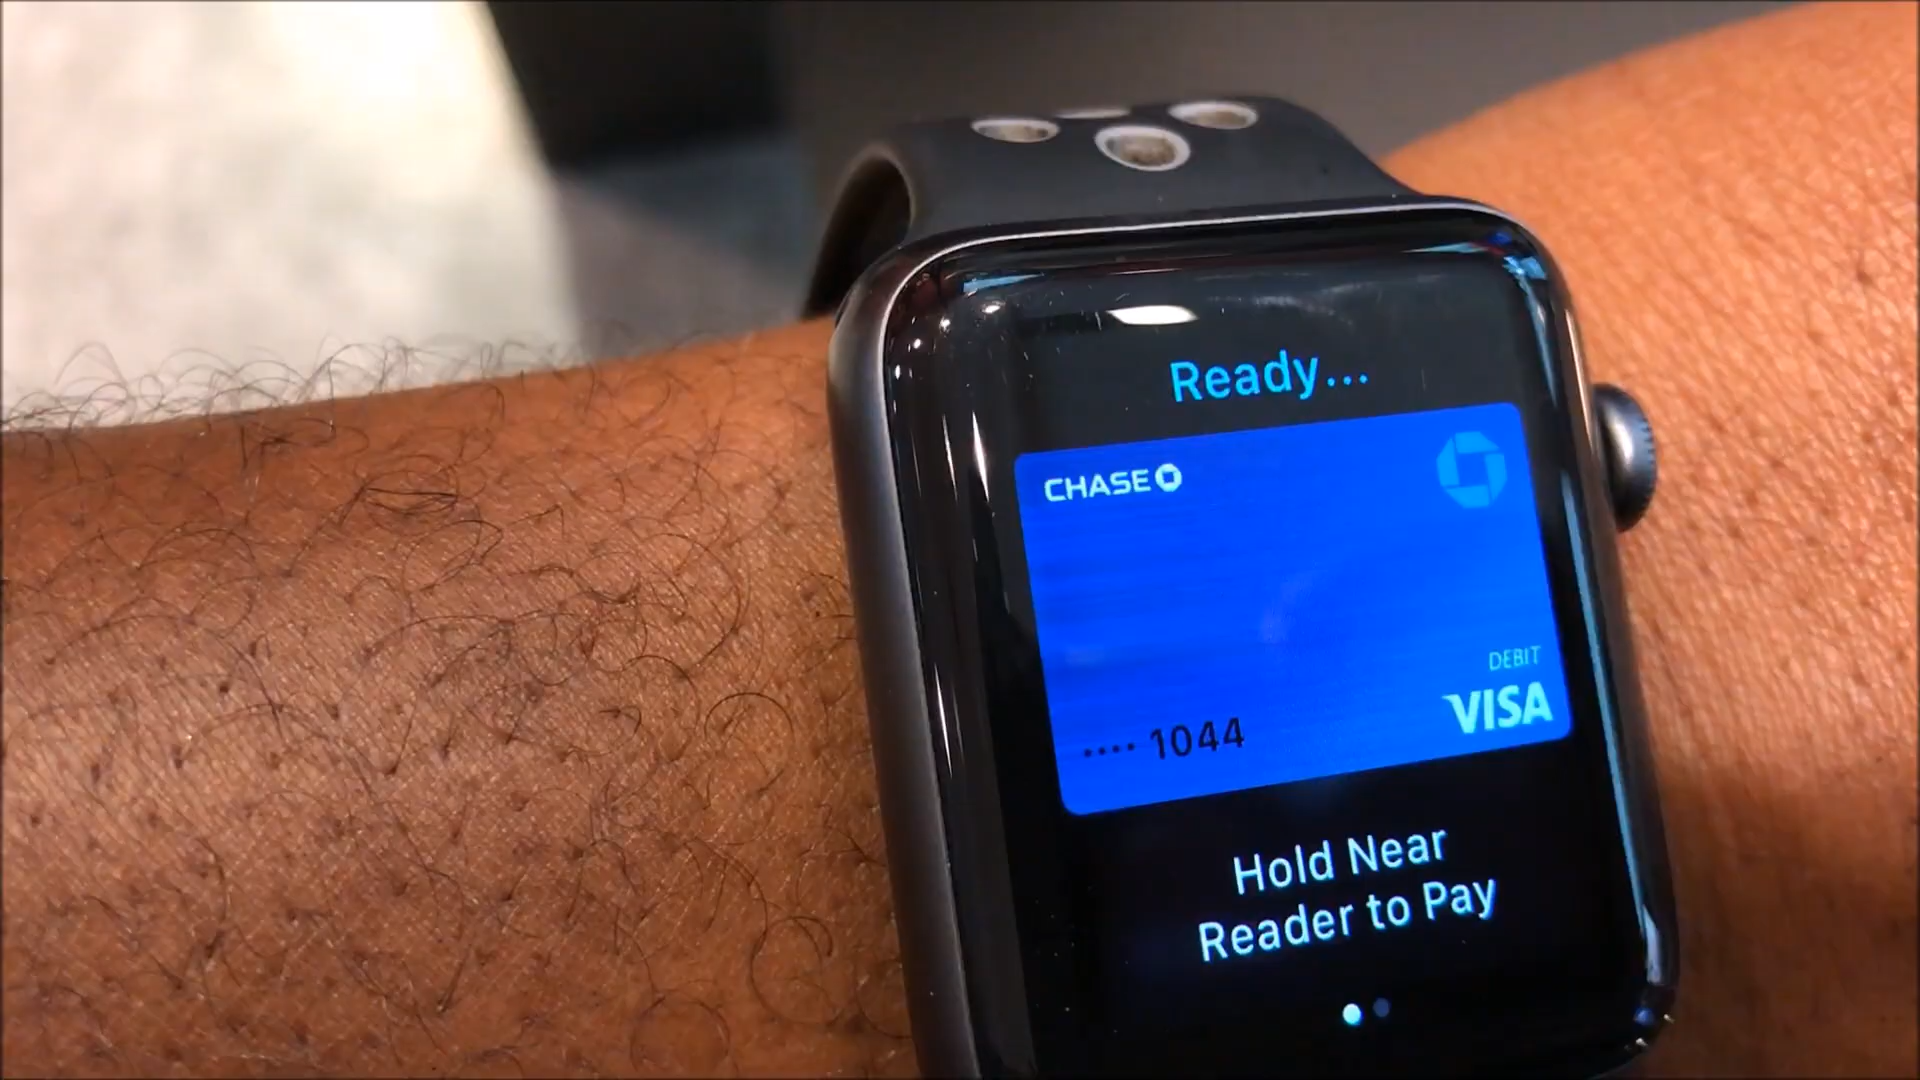 Ready...
CHASE
DEBIT
VISA
···· 1044
Hold Near
Reader to Pay